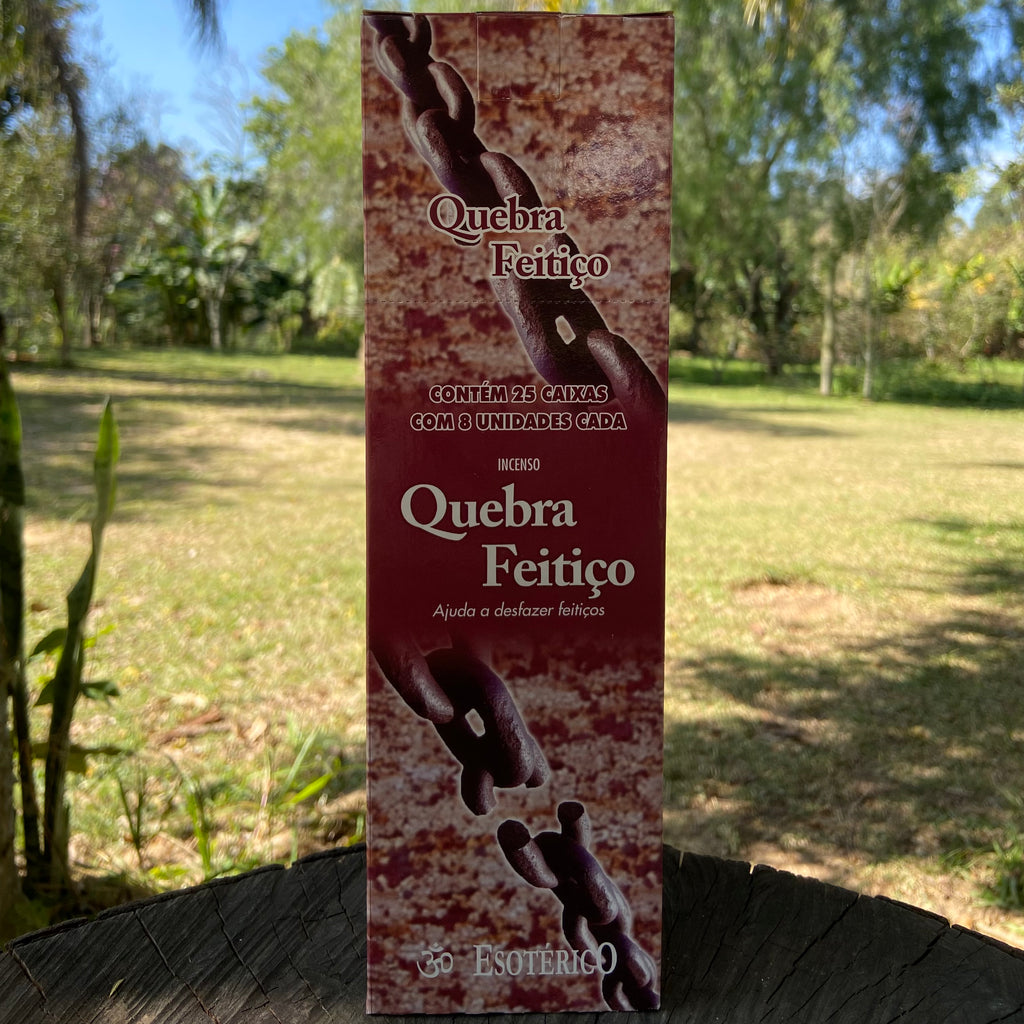 Quebra
Feitiço
CONTÉM 25 CAIXAS
COM 8 UNIDADES CADA
INCENSO
Quebra
Feitiço
Ajuda a desfazer feitiços
ॐ ESOTÉRICO